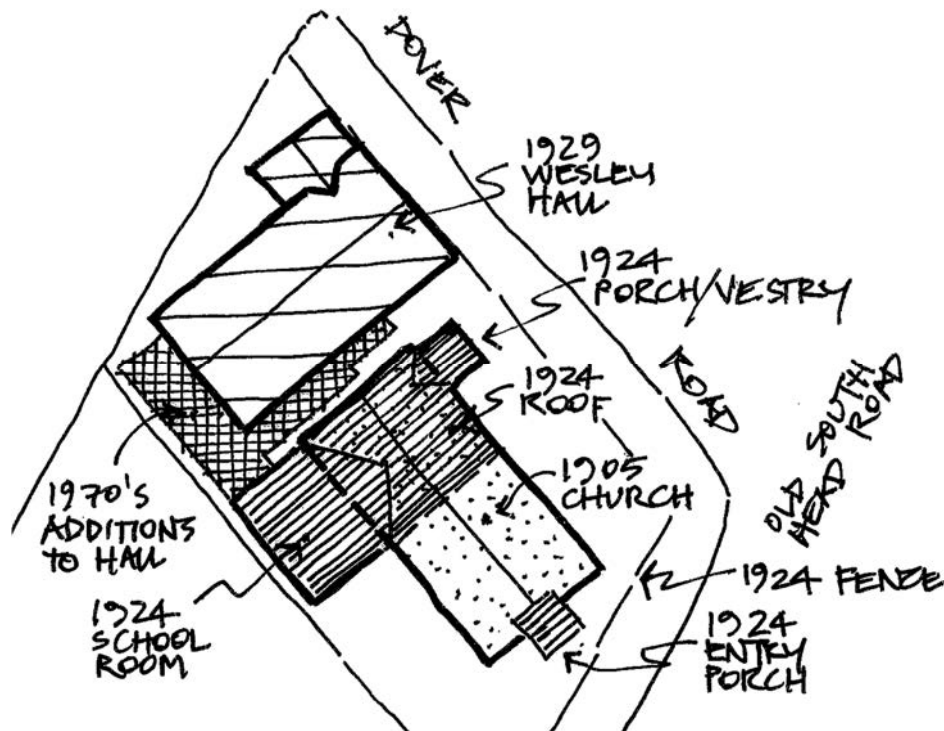 DOVER
ROAD
1929
WESLEY
HALL
1924
PORCH/VESTRY
1924
ROOF
1905
CHURCH
OLD SOUTH
HEAD ROAD
1970's
ADDITIONS
TO HALL
1924
SCHOOL
ROOM
1924 FENCE
1924
ENTRY
PORCH